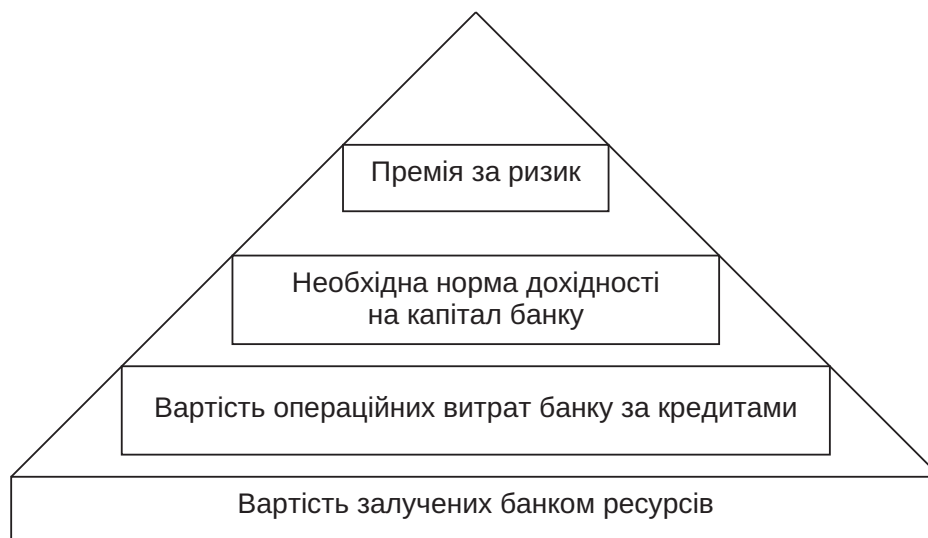 Премія за ризик
Необхідна норма дохідності
на капітал банку
Вартість операційних витрат банку за кредитами
Вартість залучених банком ресурсів